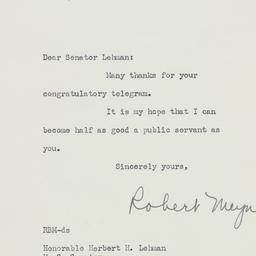 Dear Senator Lehman:
Many thanks for your
congratulatory telegram.
It is my hope that I can
become half as good a public servant as
you.
Sincerely yours,
Robert
RBM-ds
Honorable Herbert H. Lehman